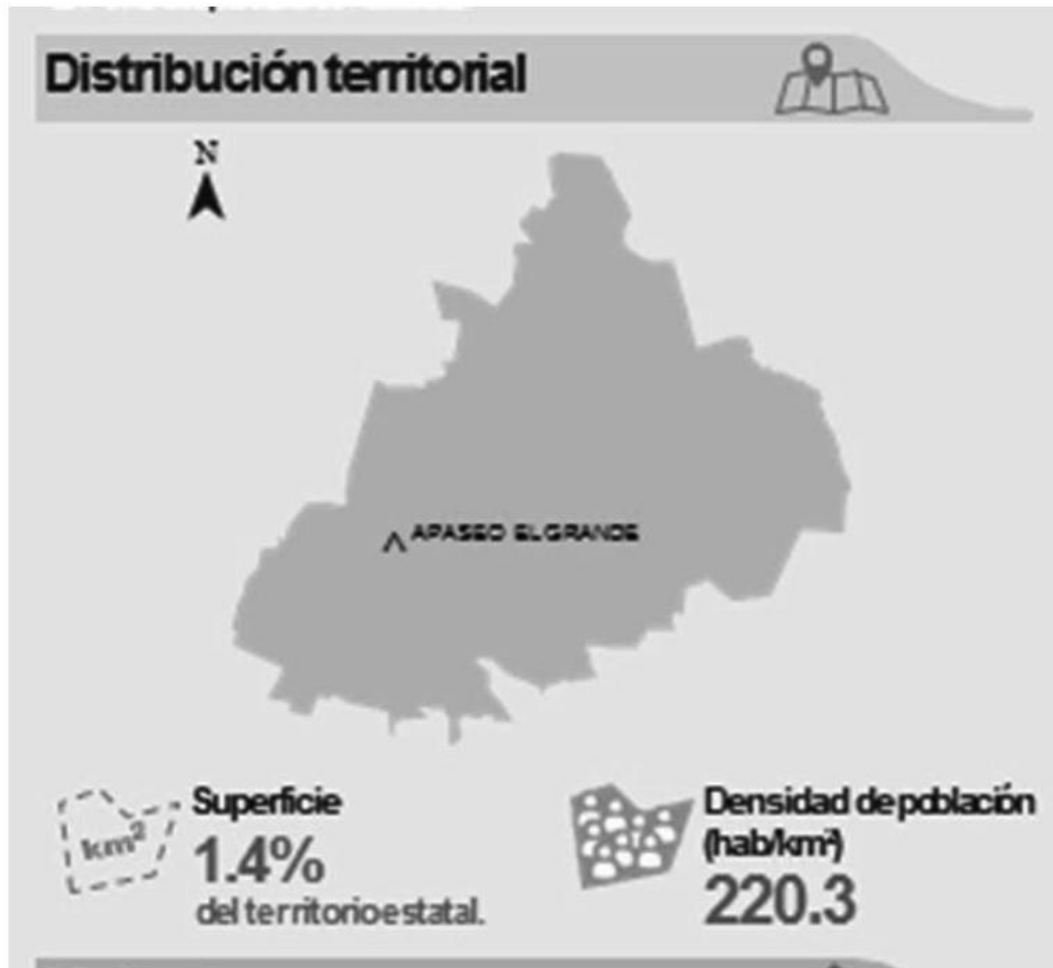 Distribución territorial
N
APASEO EL GRANDE
km²
Superficie
1.4%
del territorio estatal.
Densidad de población
(hab/km²)
220.3